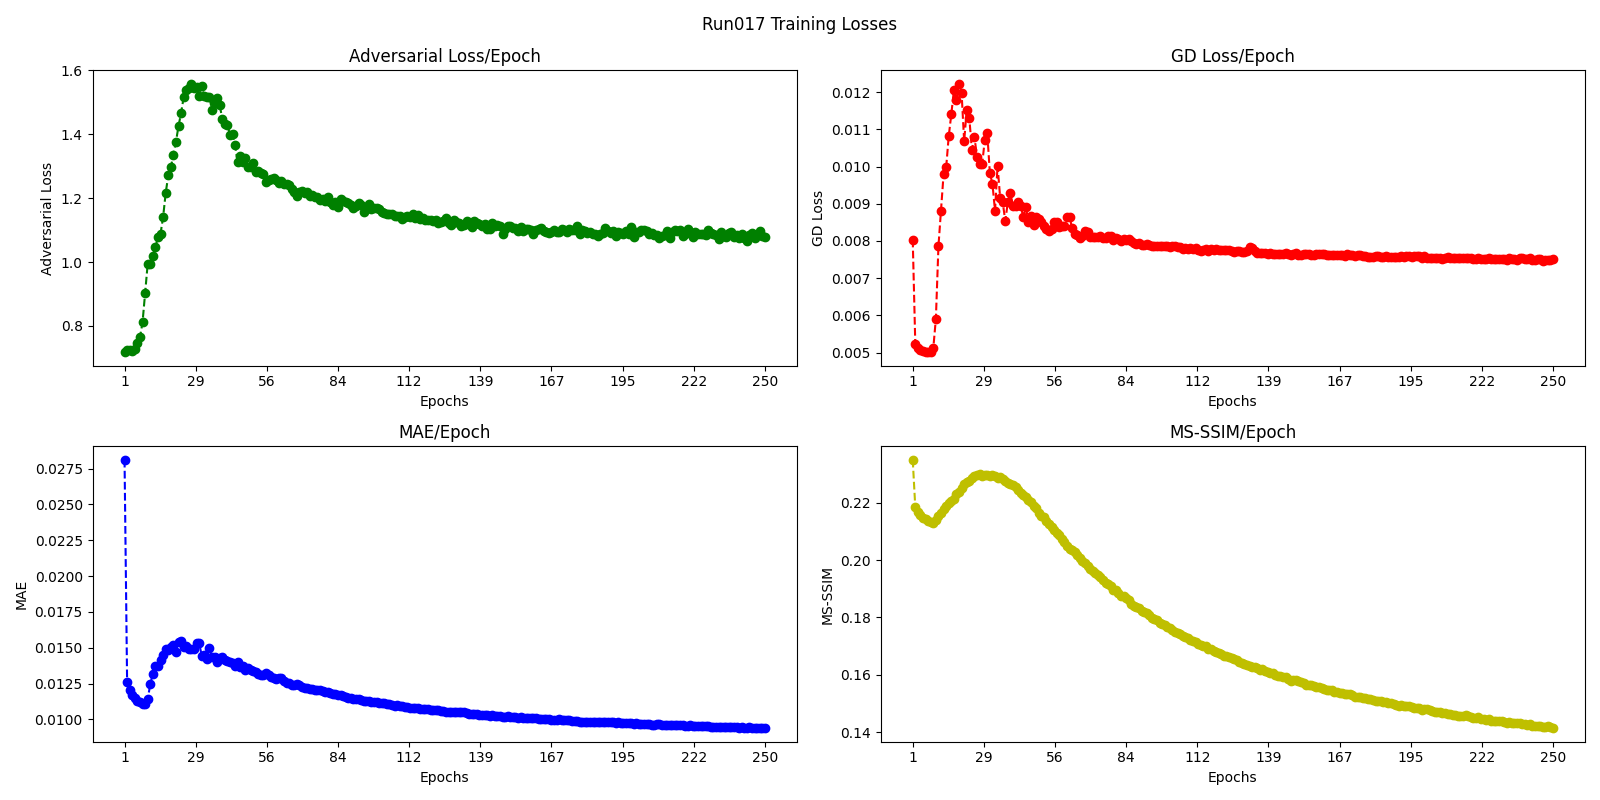 Run017 Training Losses
Adversarial Loss/Epoch
Adversarial Loss
1.6
1.4
1.2
1.0
0.8
1 29 56 84 112 139 167 195 222 250
Epochs
GD Loss/Epoch
GD Loss
0.012
0.011
0.010
0.009
0.008
0.007
0.006
0.005
1 29 56 84 112 139 167 195 222 250
Epochs
MAE/Epoch
MAE
0.0275
0.0250
0.0225
0.0200
0.0175
0.0150
0.0125
0.0100
1 29 56 84 112 139 167 195 222 250
Epochs
MS-SSIM/Epoch
MS-SSIM
0.22
0.20
0.18
0.16
0.14
1 29 56 84 112 139 167 195 222 250
Epochs